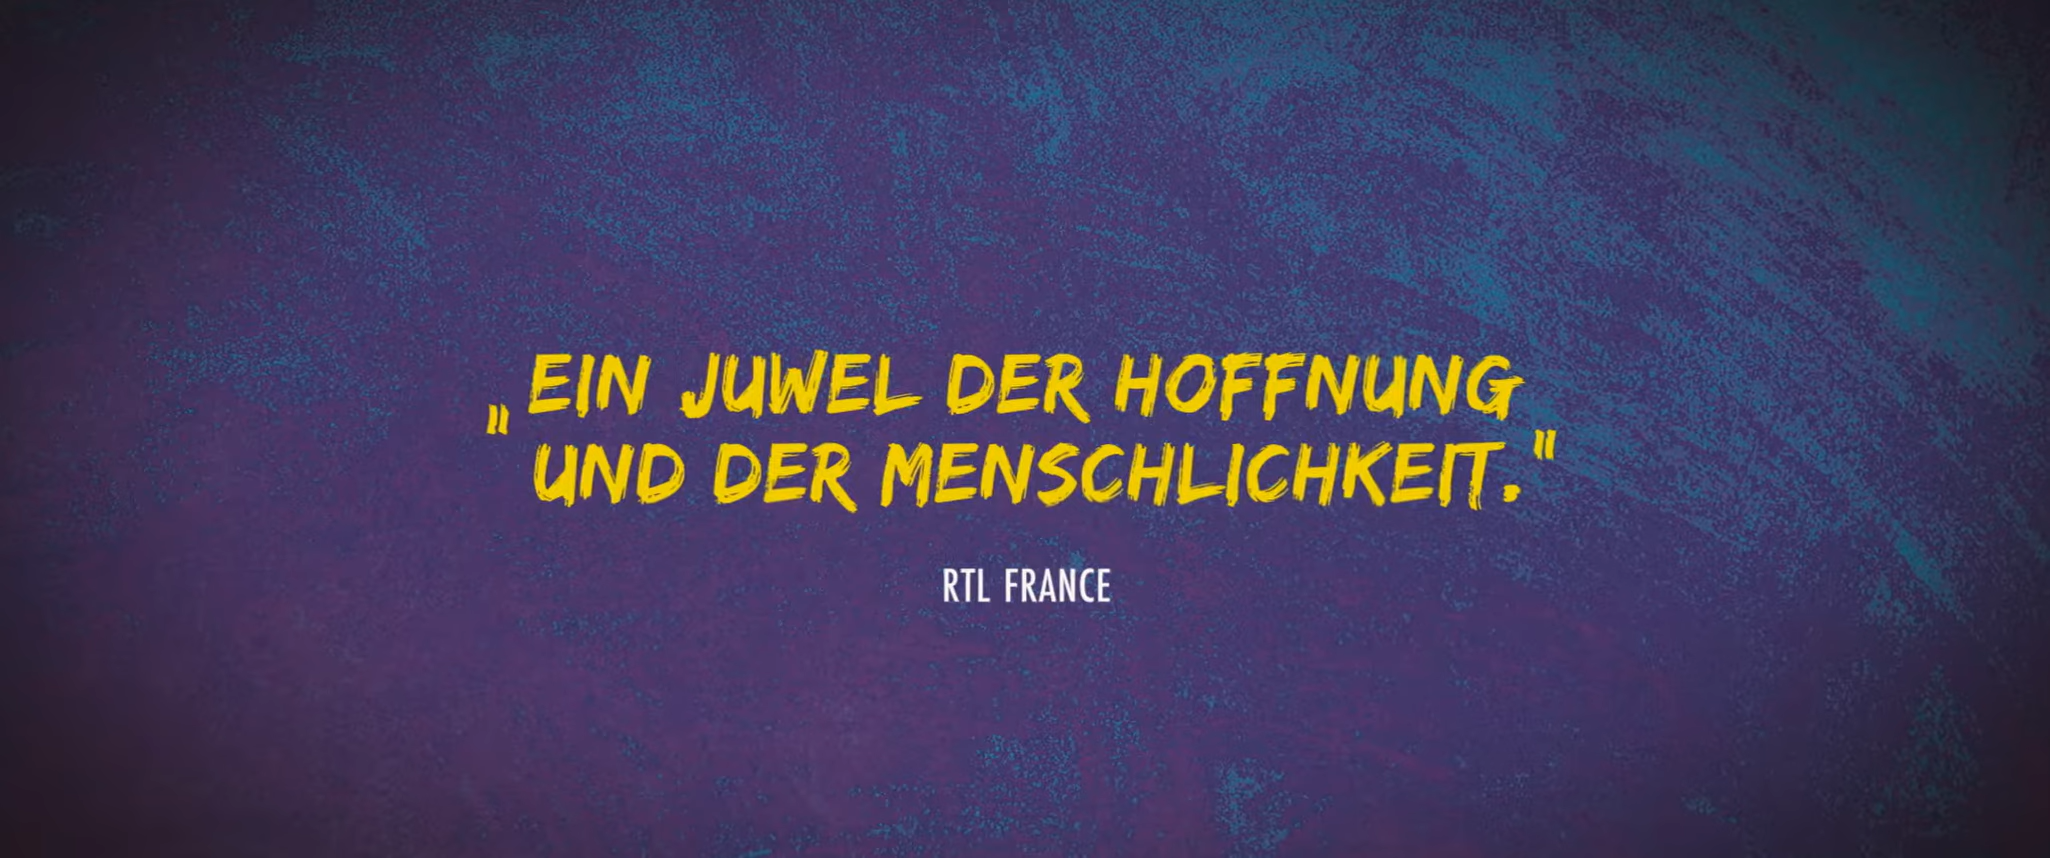 „EIN JUWEL DER HOFFNUNG
UND DER MENSCHLICHKEIT."
RTL FRANCE